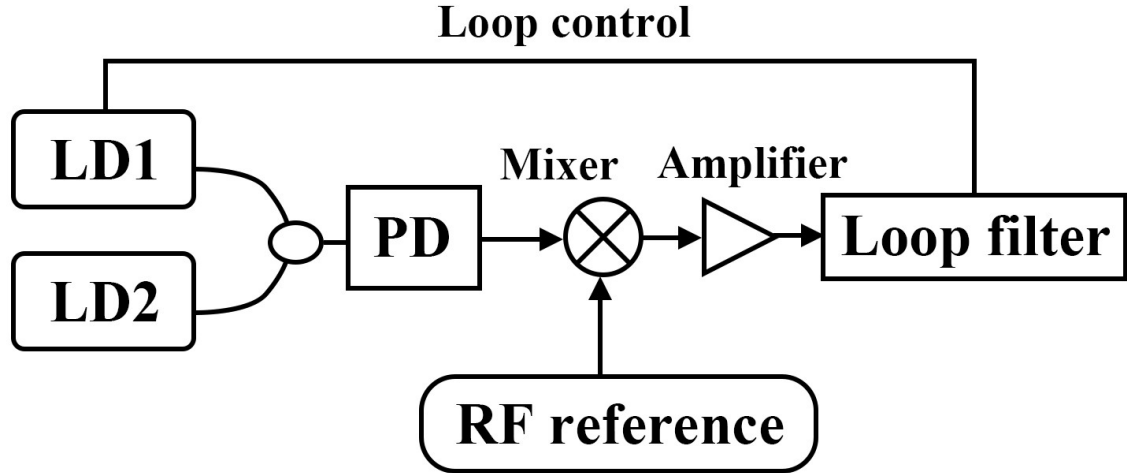 Loop control
LD1
Mixer
Amplifier
PD
Loop filter
LD2
RF reference